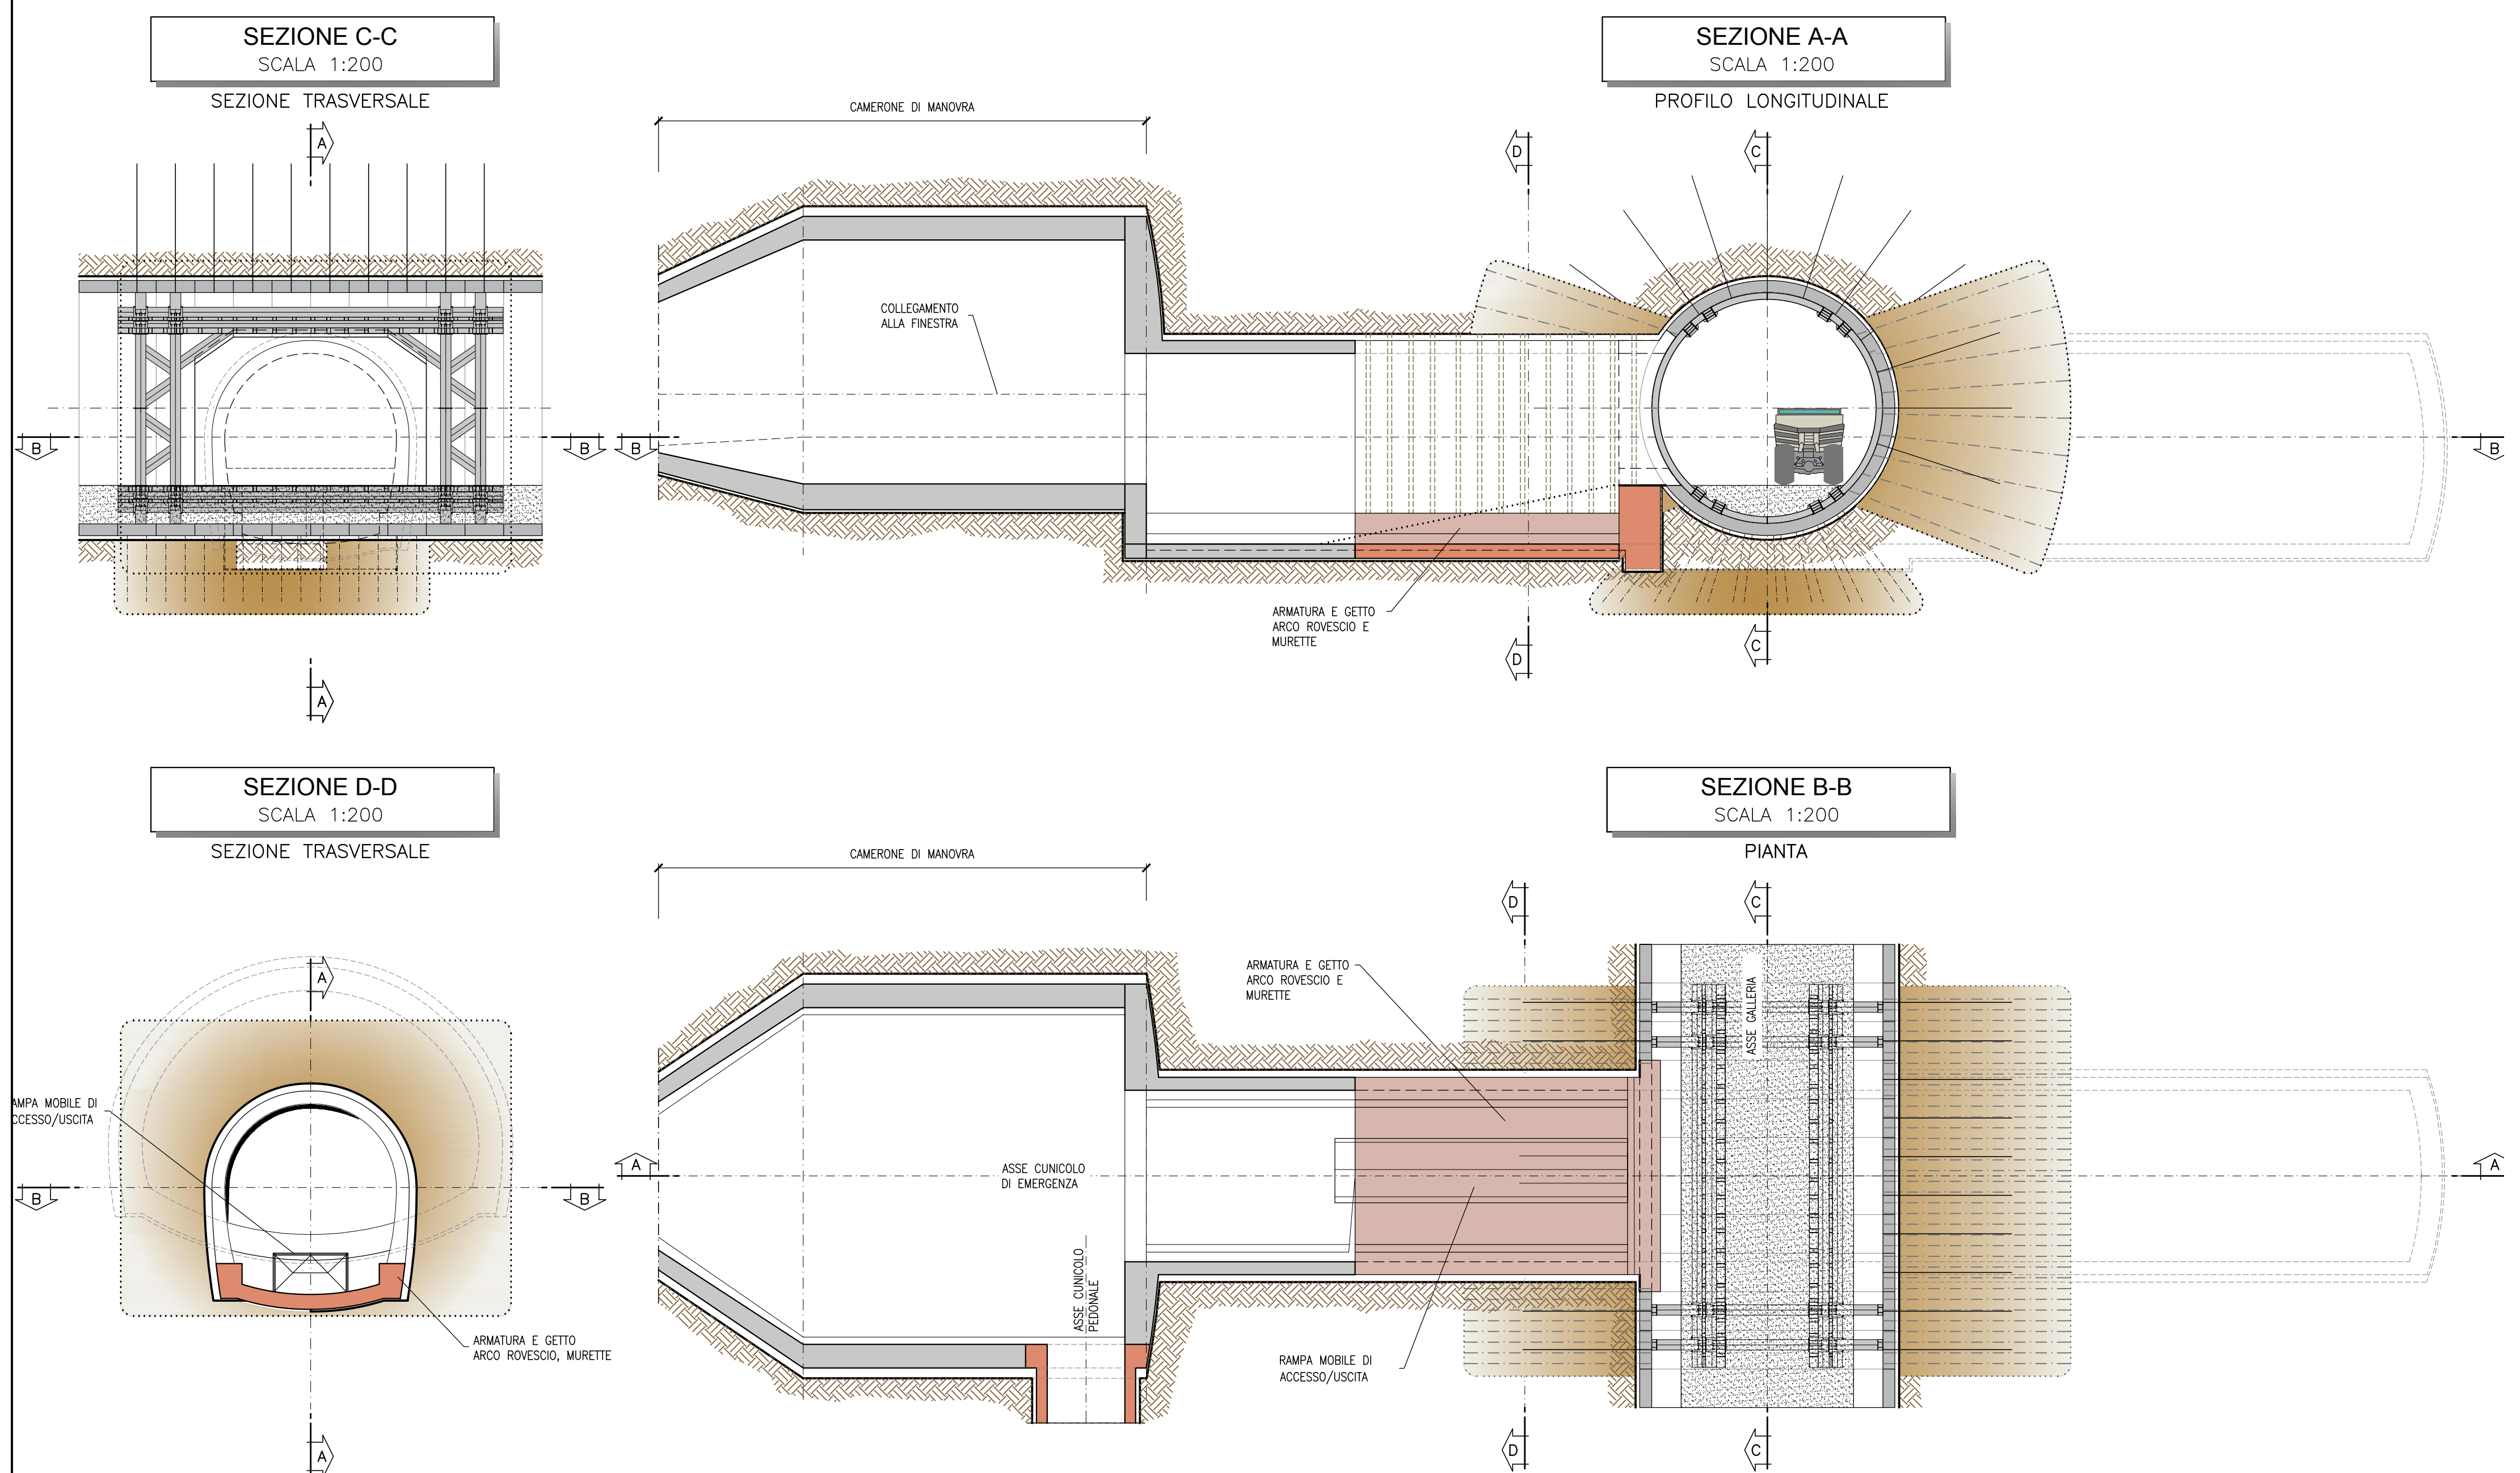 SEZIONE C-C
SCALA 1:200
SEZIONE TRASVERSALE
A
B
B
A
SEZIONE A-A
SCALA 1:200
PROFILO LONGITUDINALE
CAMERONE DI MANOVRA
D
C
COLLEGAMENTO
ALLA FINESTRA
B
B
ARMATURA E GETTO
ARCO ROVESCIO E
MURETTE
D
C
SEZIONE D-D
SCALA 1:200
SEZIONE TRASVERSALE
A
AMPA MOBILE DI
CCESSO/USCITA
B
B
ARMATURA E GETTO
ARCO ROVESCIO, MURETTE
A
SEZIONE B-B
SCALA 1:200
PIANTA
CAMERONE DI MANOVRA
D
C
ARMATURA E GETTO
ARCO ROVESCIO E
MURETTE
ASSE GALLERIA
A
ASSE CUNICOLO
DI EMERGENZA
A
ASSE CUNICOLO
PEDONALE
RAMPA MOBILE DI
ACCESSO/USCITA
D
C